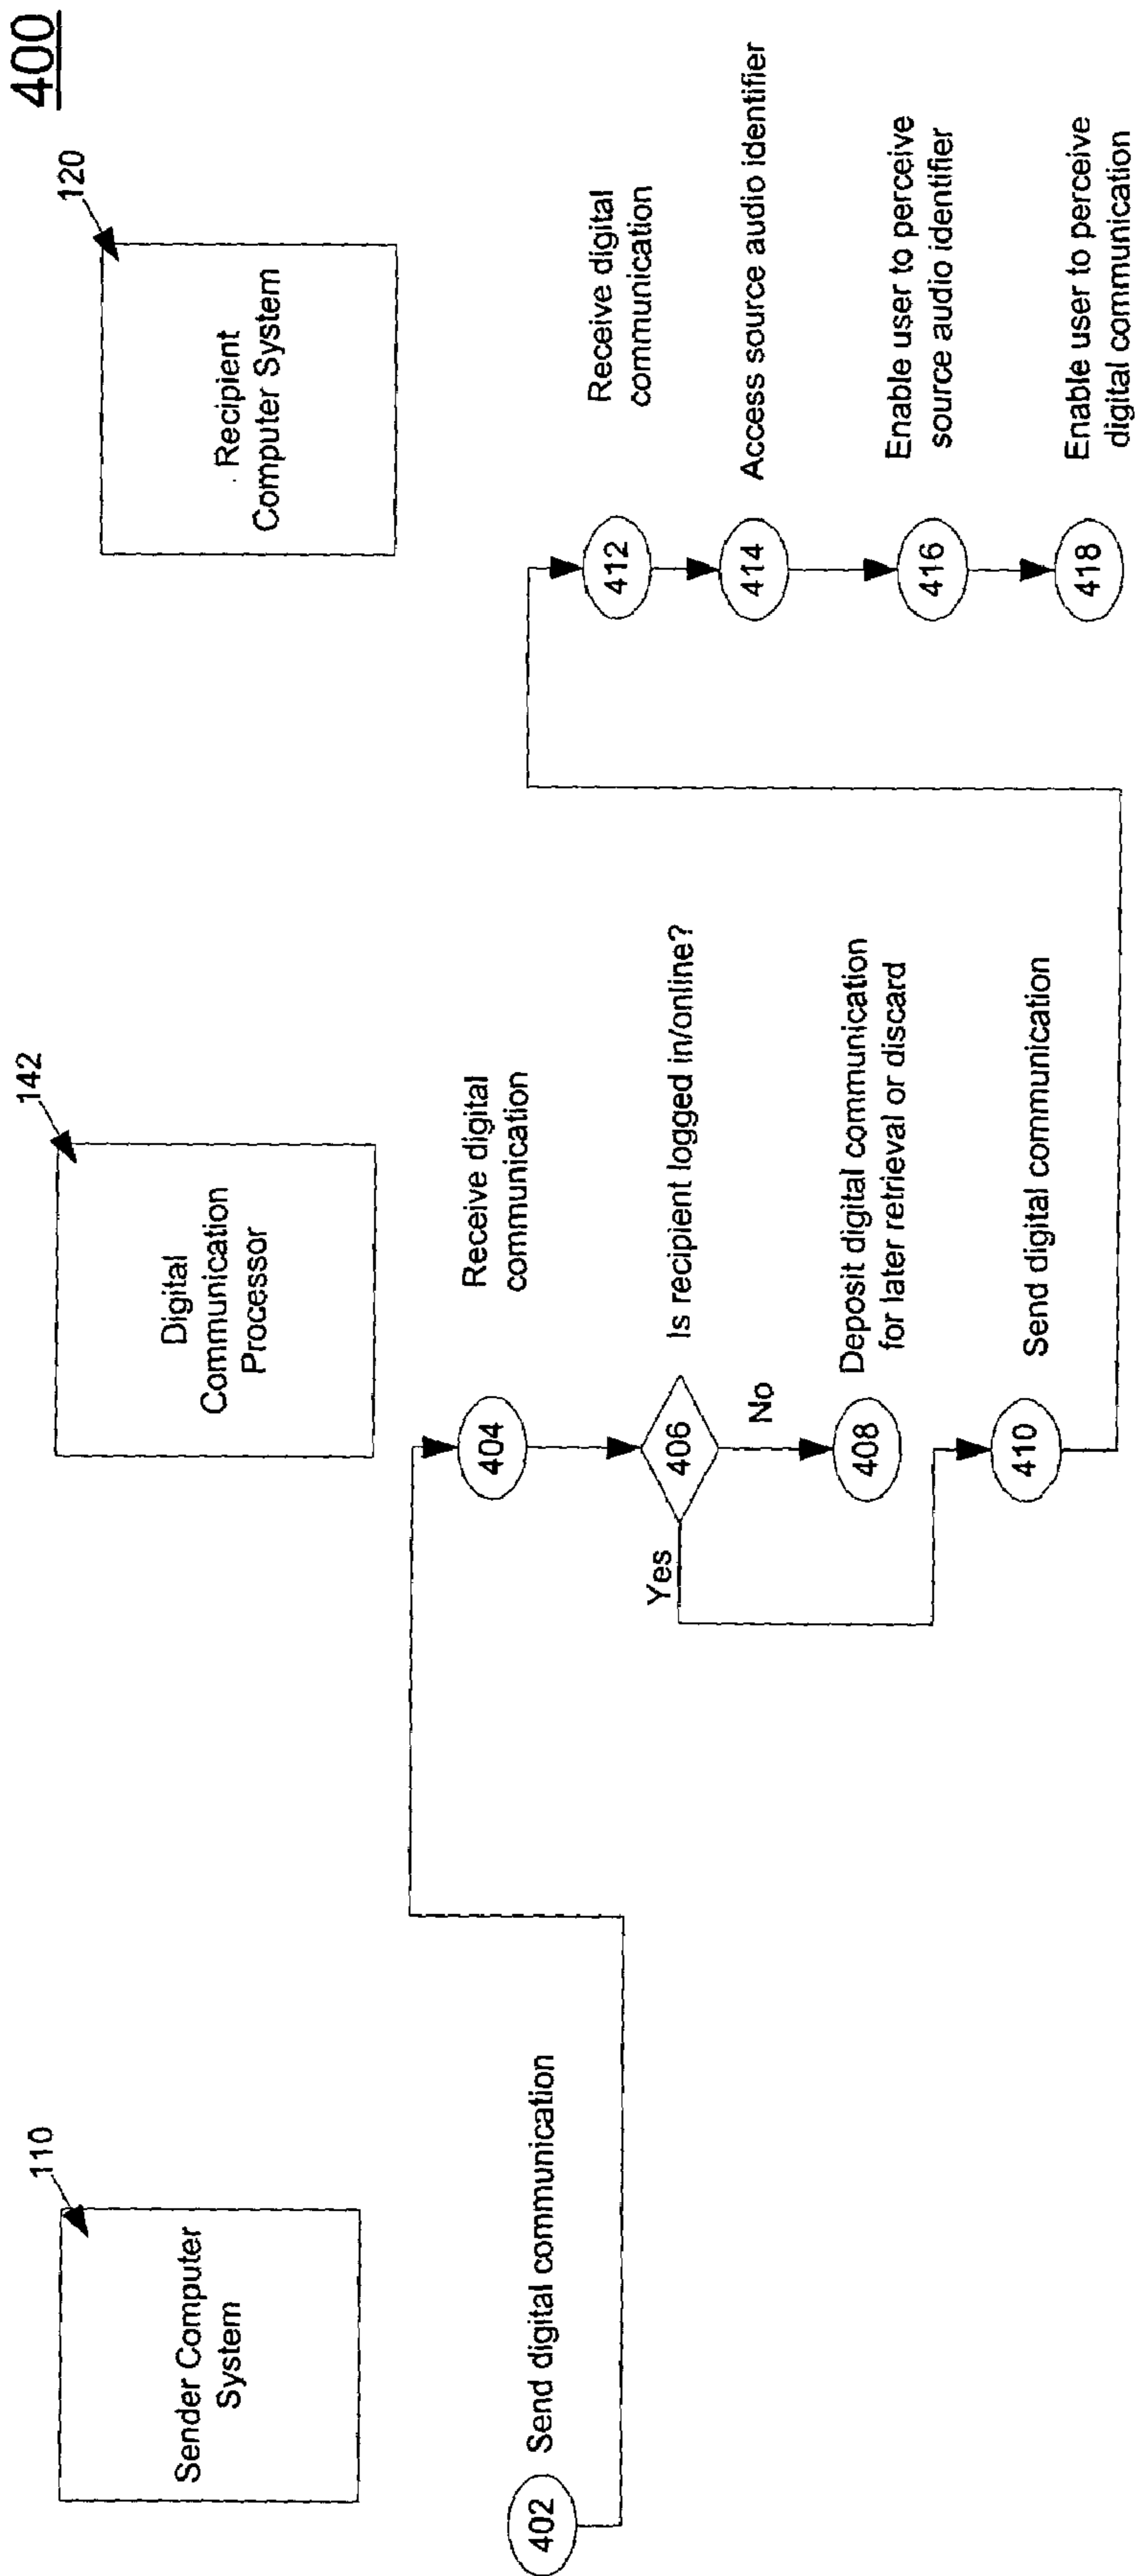 400
110
Sender Computer
System
402
Send digital communication
142
Digital
Communication
Processor
404
Receive digital
communication
406
Is recipient logged in/online?
Yes
No
408
Deposit digital communication
for later retrieval or discard
410
Send digital communication
120
Recipient
Computer System
412
Receive digital
communication
414
Access source audio identifier
416
Enable user to perceive
source audio identifier
418
Enable user to perceive
digital communication